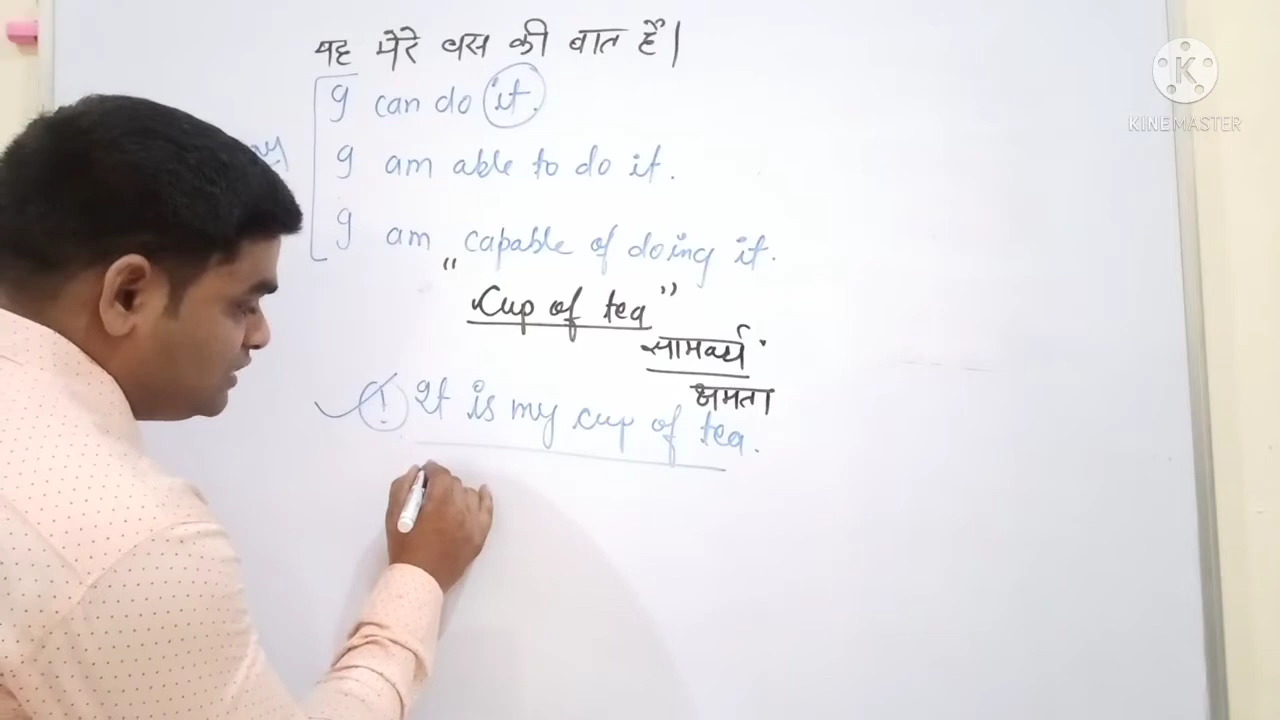 यह मेरे वस की बात है।
I can do it.
I am able to do it.
I am capable of doing it.
"Cup of tea"
सामर्थ्य
क्षमता
① It is my cup of tea.
KINEMASTER